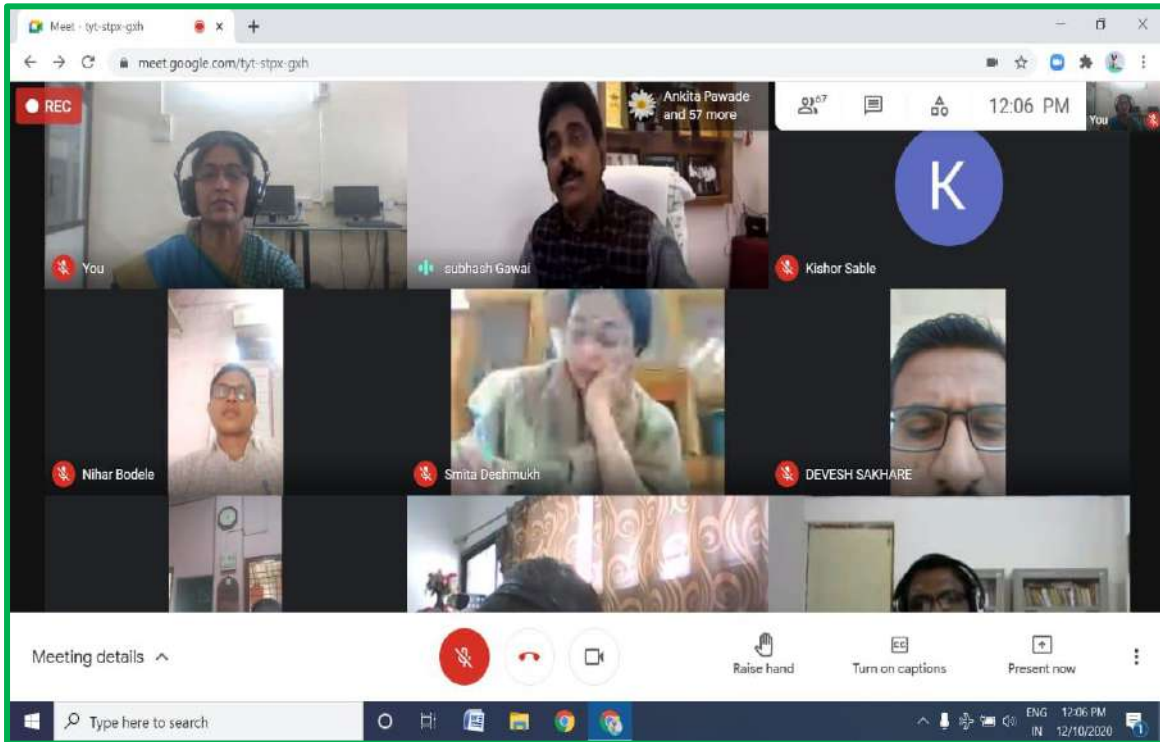 Meet - tyt-stpx-gxh
meet.google.com/tyt-stpx-gxh
REC
Ankita Pawade
and 57 more
67
12:06 PM
You
You
subhash Gawai
K
Kishor Sable
Nihar Bodele
Smita Deshmukh
DEVESH SAKHARE
Meeting details
Raise hand
CC
Turn on captions
Present now
Type here to search
ENG
IN
12:06 PM
12/10/2020